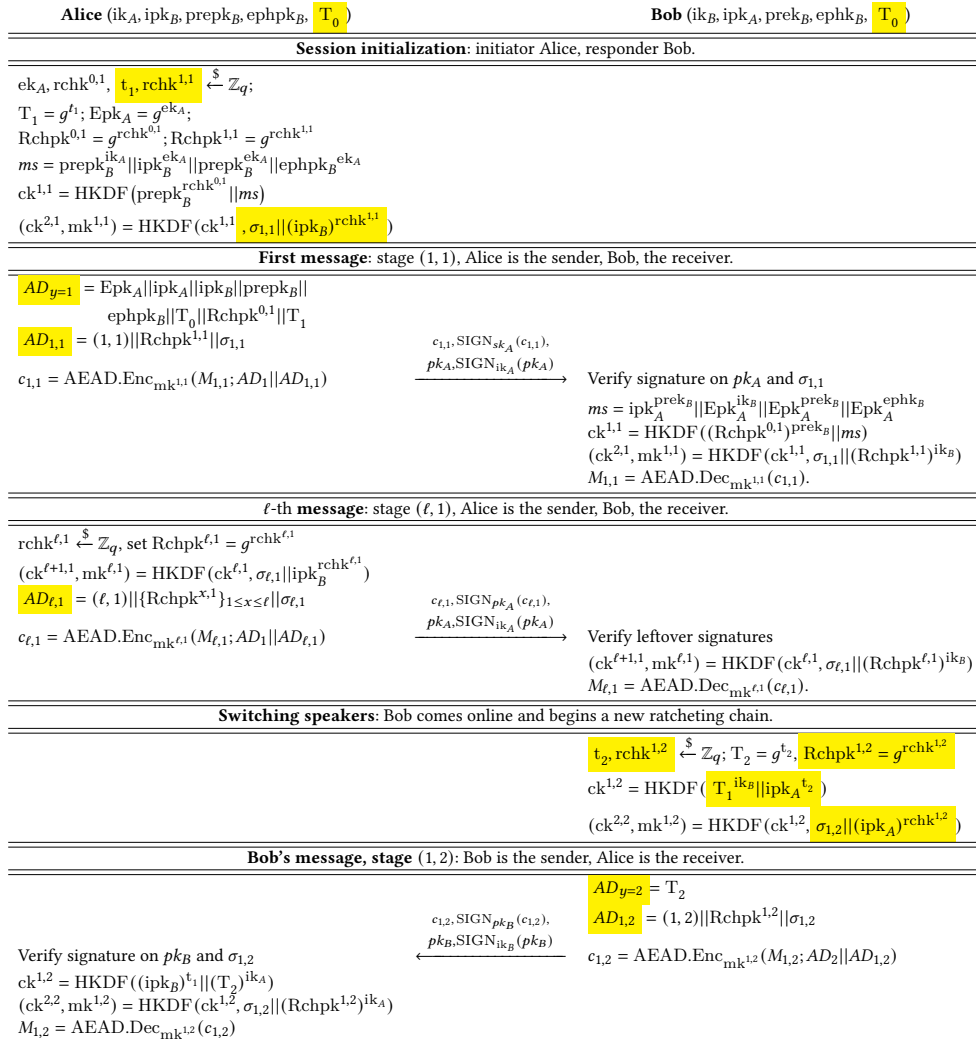 Alice (ik_A, ipk_B, prepk_B, ephpk_B, T_0) Bob (ik_B, ipk_A, prek_B, ephk_B, T_0)
Session initialization: initiator Alice, responder Bob.
ek_A, rchk^{0,1}, t_1, rchk^{1,1} \xleftarrow{$} ℤ_q;
T_1 = g^{t_1}; Epk_A = g^{ek_A};
Rchpk^{0,1} = g^{rchk^{0,1}}; Rchpk^{1,1} = g^{rchk^{1,1}}
ms = prepk_B^{ik_A}||ipk_B^{ek_A}||prepk_B^{ek_A}||ephpk_B^{ek_A}
ck^{1,1} = HKDF(prepk_B^{rchk^{0,1}}||ms)
(ck^{2,1}, mk^{1,1}) = HKDF(ck^{1,1}, σ_{1,1}||(ipk_B)^{rchk^{1,1}})
First message: stage (1, 1), Alice is the sender, Bob, the receiver.
AD_{y=1} = Epk_A||ipk_A||ipk_B||prepk_B||
ephpk_B||T_0||Rchpk^{0,1}||T_1
AD_{1,1} = (1, 1)||Rchpk^{1,1}||σ_{1,1}
c_{1,1}, SIGN_{sk_A}(c_{1,1}),
pk_A, SIGN_{ik_A}(pk_A)
c_{1,1} = AEAD.Enc_{mk^{1,1}}(M_{1,1}; AD_1||AD_{1,1}) Verify signature on pk_A and σ_{1,1}
ms = ipk_A^{prek_B}||Epk_A^{ik_B}||Epk_A^{prek_B}||Epk_A^{ephk_B}
ck^{1,1} = HKDF((Rchpk^{0,1})^{prek_B}||ms)
(ck^{2,1}, mk^{1,1}) = HKDF(ck^{1,1}, σ_{1,1}||(Rchpk^{1,1})^{ik_B})
M_{1,1} = AEAD.Dec_{mk^{1,1}}(c_{1,1}).
ℓ-th message: stage (ℓ, 1), Alice is the sender, Bob, the receiver.
rchk^{ℓ,1} \xleftarrow{$} ℤ_q, set Rchpk^{ℓ,1} = g^{rchk^{ℓ,1}}
(ck^{ℓ+1,1}, mk^{ℓ,1}) = HKDF(ck^{ℓ,1}, σ_{ℓ,1}||ipk_B^{rchk^{ℓ,1}})
AD_{ℓ,1} = (ℓ, 1)||{Rchpk^{x,1}}_{1≤x≤ℓ}||σ_{ℓ,1}
c_{ℓ,1}, SIGN_{pk_A}(c_{ℓ,1}),
pk_A, SIGN_{ik_A}(pk_A)
c_{ℓ,1} = AEAD.Enc_{mk^{ℓ,1}}(M_{ℓ,1}; AD_1||AD_{ℓ,1}) Verify leftover signatures
(ck^{ℓ+1,1}, mk^{ℓ,1}) = HKDF(ck^{ℓ,1}, σ_{ℓ,1}||(Rchpk^{ℓ,1})^{ik_B})
M_{ℓ,1} = AEAD.Dec_{mk^{ℓ,1}}(c_{ℓ,1}).
Switching speakers: Bob comes online and begins a new ratcheting chain.
t_2, rchk^{1,2} \xleftarrow{$} ℤ_q; T_2 = g^{t_2}, Rchpk^{1,2} = g^{rchk^{1,2}}
ck^{1,2} = HKDF(T_1^{ik_B}||ipk_A^{t_2})
(ck^{2,2}, mk^{1,2}) = HKDF(ck^{1,2}, σ_{1,2}||(ipk_A)^{rchk^{1,2}})
Bob's message, stage (1, 2): Bob is the sender, Alice is the receiver.
AD_{y=2} = T_2
AD_{1,2} = (1, 2)||Rchpk^{1,2}||σ_{1,2}
c_{1,2}, SIGN_{pk_B}(c_{1,2}),
pk_B, SIGN_{ik_B}(pk_B)
Verify signature on pk_B and σ_{1,2} c_{1,2} = AEAD.Enc_{mk^{1,2}}(M_{1,2}; AD_2||AD_{1,2})
ck^{1,2} = HKDF((ipk_B)^{t_1}||(T_2)^{ik_A})
(ck^{2,2}, mk^{1,2}) = HKDF(ck^{1,2}, σ_{1,2}||(Rchpk^{1,2})^{ik_A})
M_{1,2} = AEAD.Dec_{mk^{1,2}}(c_{1,2})